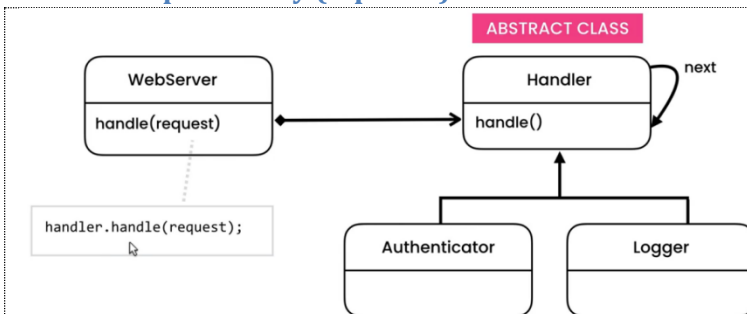 ABSTRACT CLASS
WebServer
handle(request)
Handler
handle()
next
handler.handle(request);
Authenticator
Logger